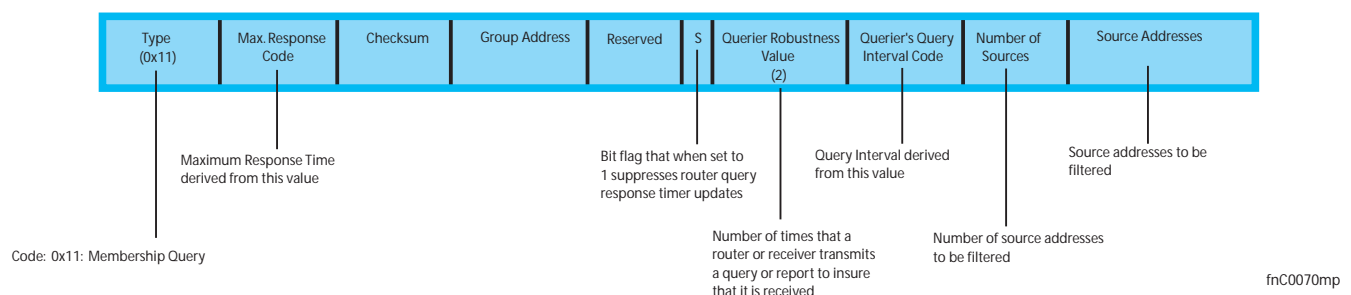 Type
(0x11)
Max. Response
Code
Checksum
Group Address
Reserved
S
Querier Robustness
Value
(2)
Querier's Query
Interval Code
Number of
Sources
Source Addresses
Maximum Response Time
derived from this value
Bit flag that when set to
1 suppresses router query
response timer updates
Query Interval derived
from this value
Source addresses to be
filtered
Code: 0x11: Membership Query
Number of times that a
router or receiver transmits
a query or report to insure
that it is received
Number of source addresses
to be filtered
fnC0070mp